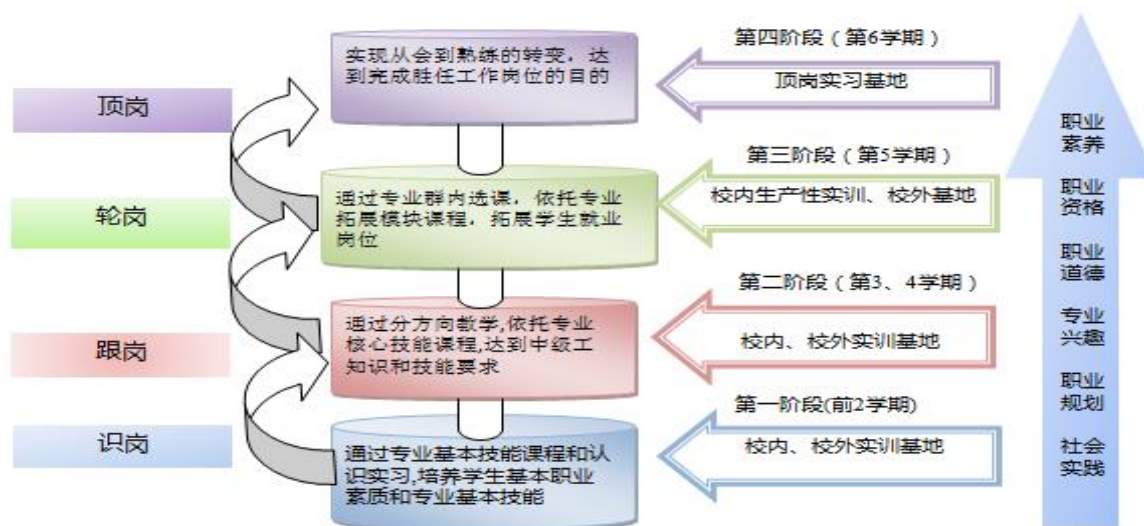 第四阶段（第6学期）
实现从会到熟练的转变，达
到完成胜任工作岗位的目的
顶岗实习基地
顶岗
职业
素养
第三阶段（第5学期）
通过专业群内选课，依托专业
拓展模块课程，拓展学生就业
岗位
校内生产性实训、校外基地
轮岗
职业
资格
职业
道德
第二阶段（第3、4学期）
通过分方向教学,依托专业
核心技能课程,达到中级工
知识和技能要求
校内、校外实训基地
跟岗
专业
兴趣
职业
规划
第一阶段(前2学期)
校内、校外实训基地
识岗
通过专业基本技能课程和认
识实习,培养学生基本职业
素质和专业基本技能
社会
实践